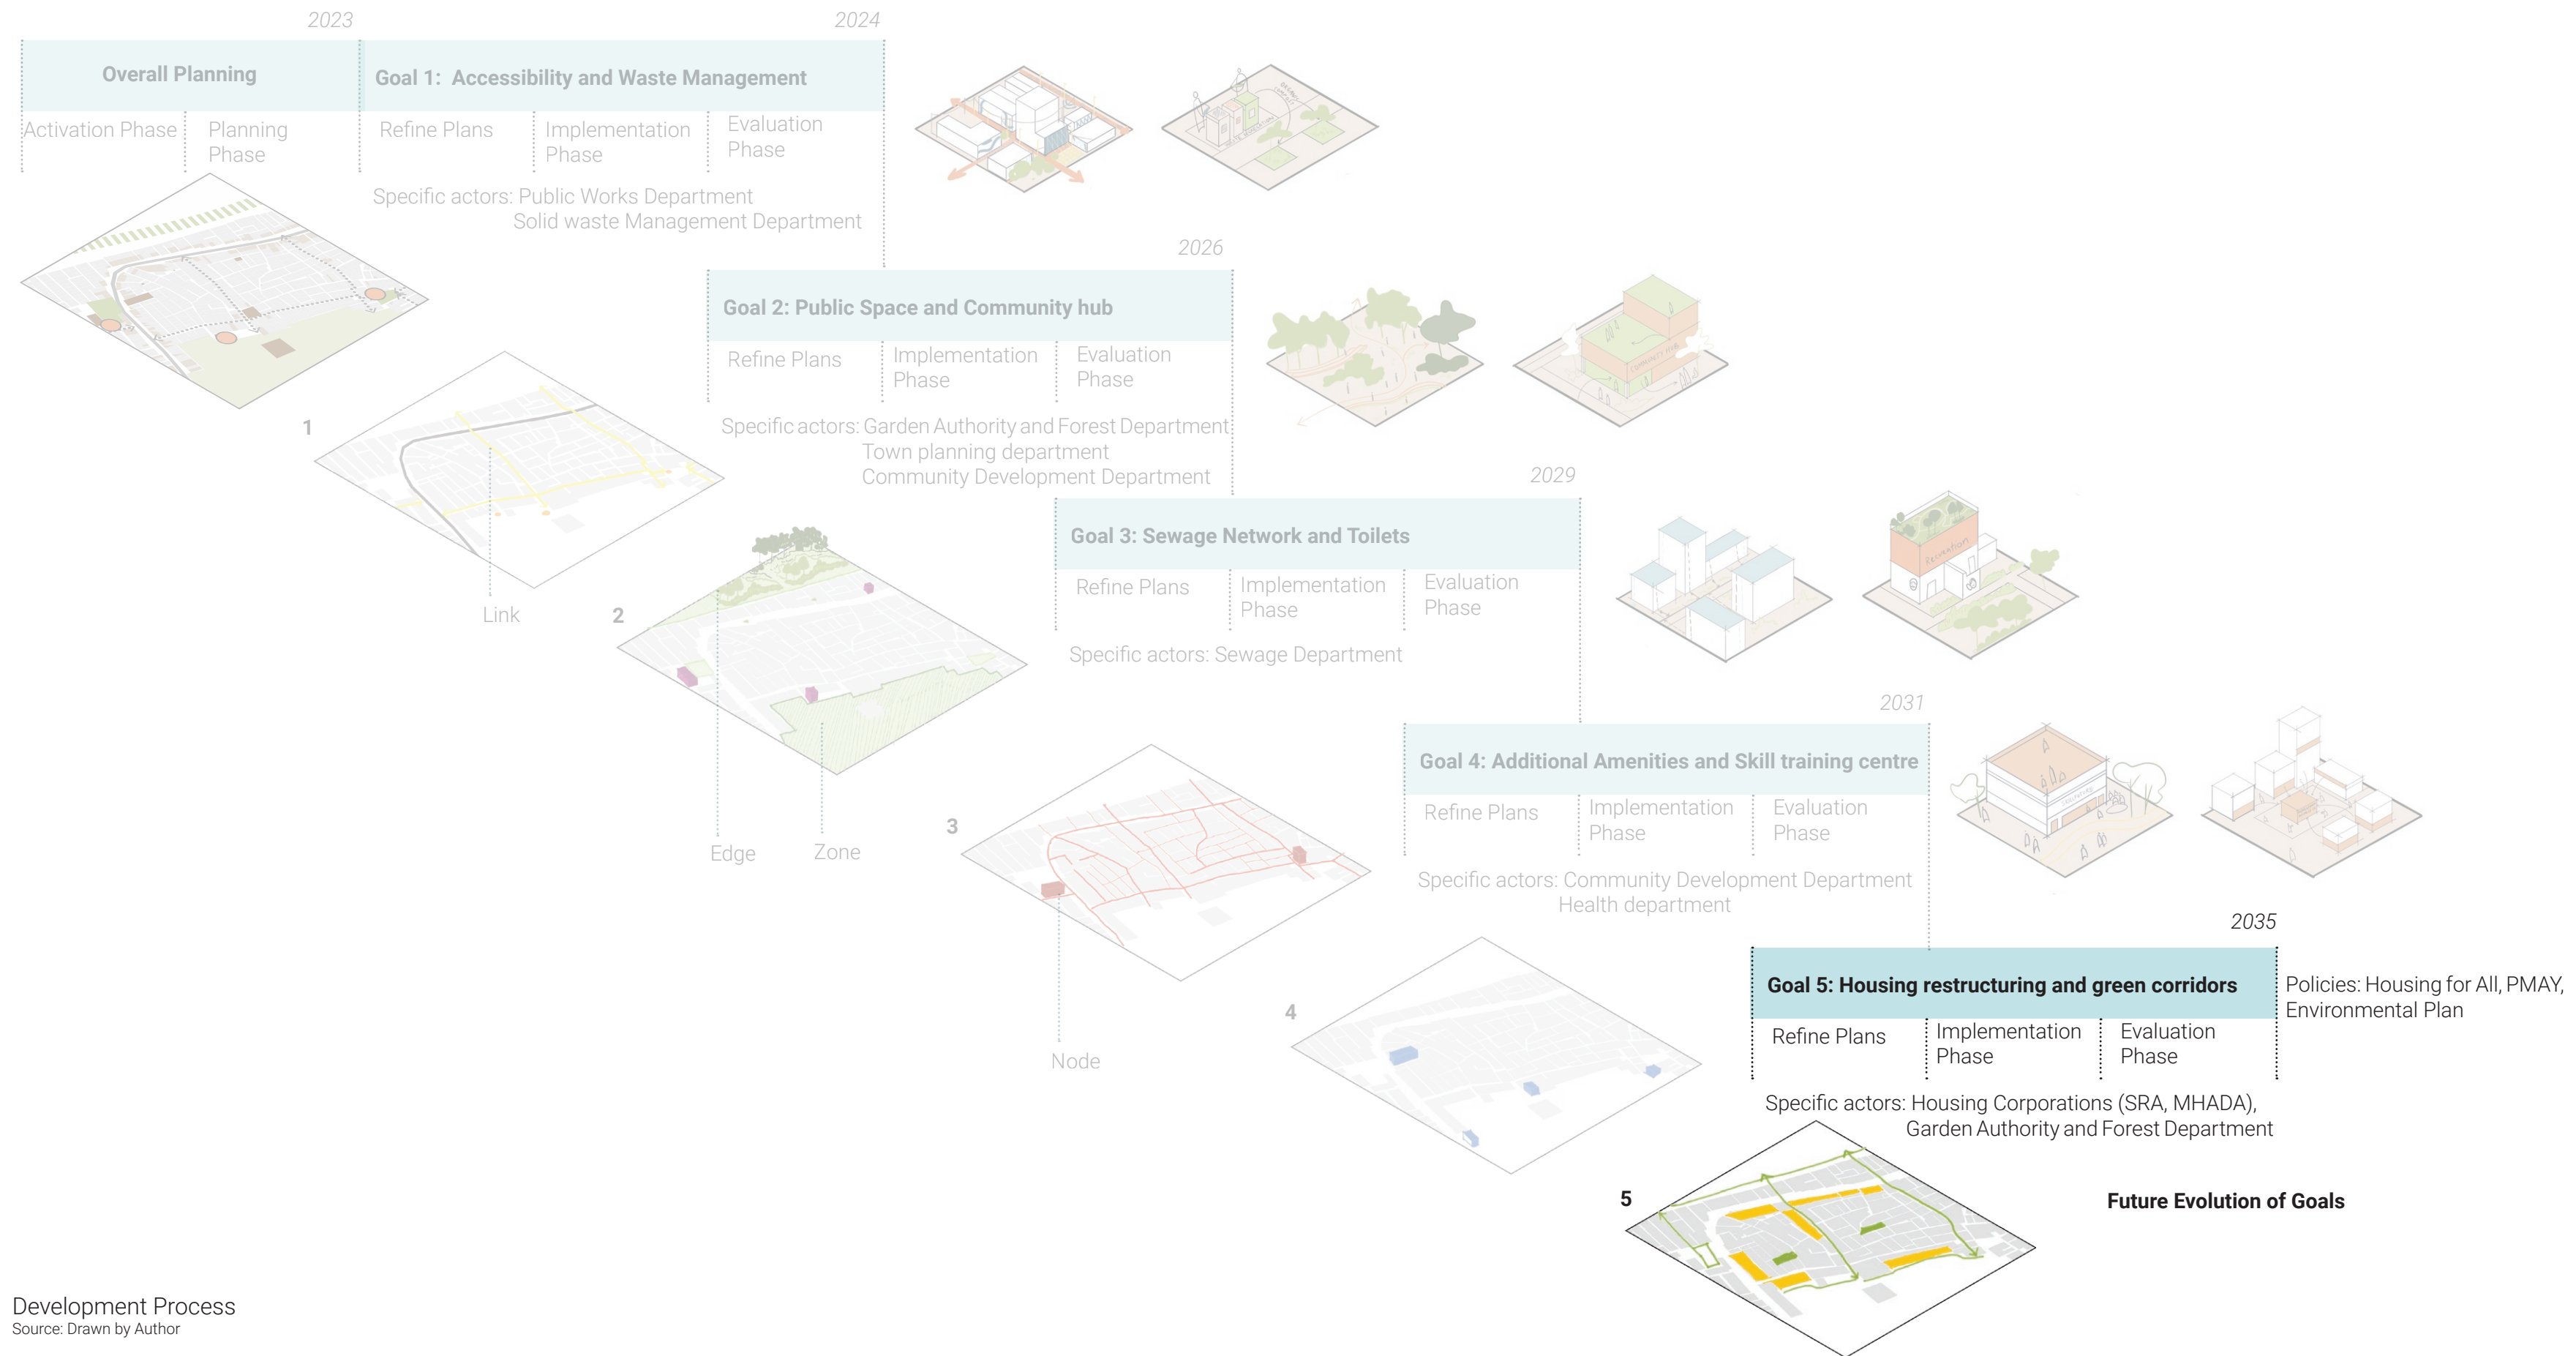 2023
2024
Overall Planning
Goal 1: Accessibility and Waste Management
Activation Phase
Planning
Phase
Refine Plans
Implementation
Phase
Evaluation
Phase
Specific actors: Public Works Department
Solid waste Management Department
2026
Goal 2: Public Space and Community hub
Refine Plans
Implementation
Phase
Evaluation
Phase
COMMUNITY HUB
Specific actors: Garden Authority and Forest Department
Town planning department
Community Development Department
1
Link
2029
Goal 3: Sewage Network and Toilets
Refine Plans
Implementation
Phase
Evaluation
Phase
Specific actors: Sewage Department
2
Edge
Zone
2031
Goal 4: Additional Amenities and Skill training centre
Refine Plans
Implementation
Phase
Evaluation
Phase
Specific actors: Community Development Department
Health department
3
Node
2035
Goal 5: Housing restructuring and green corridors
Policies: Housing for All, PMAY,
Environmental Plan
Refine Plans
Implementation
Phase
Evaluation
Phase
Specific actors: Housing Corporations (SRA, MHADA),
Garden Authority and Forest Department
4
5
Future Evolution of Goals
Development Process
Source: Drawn by Author